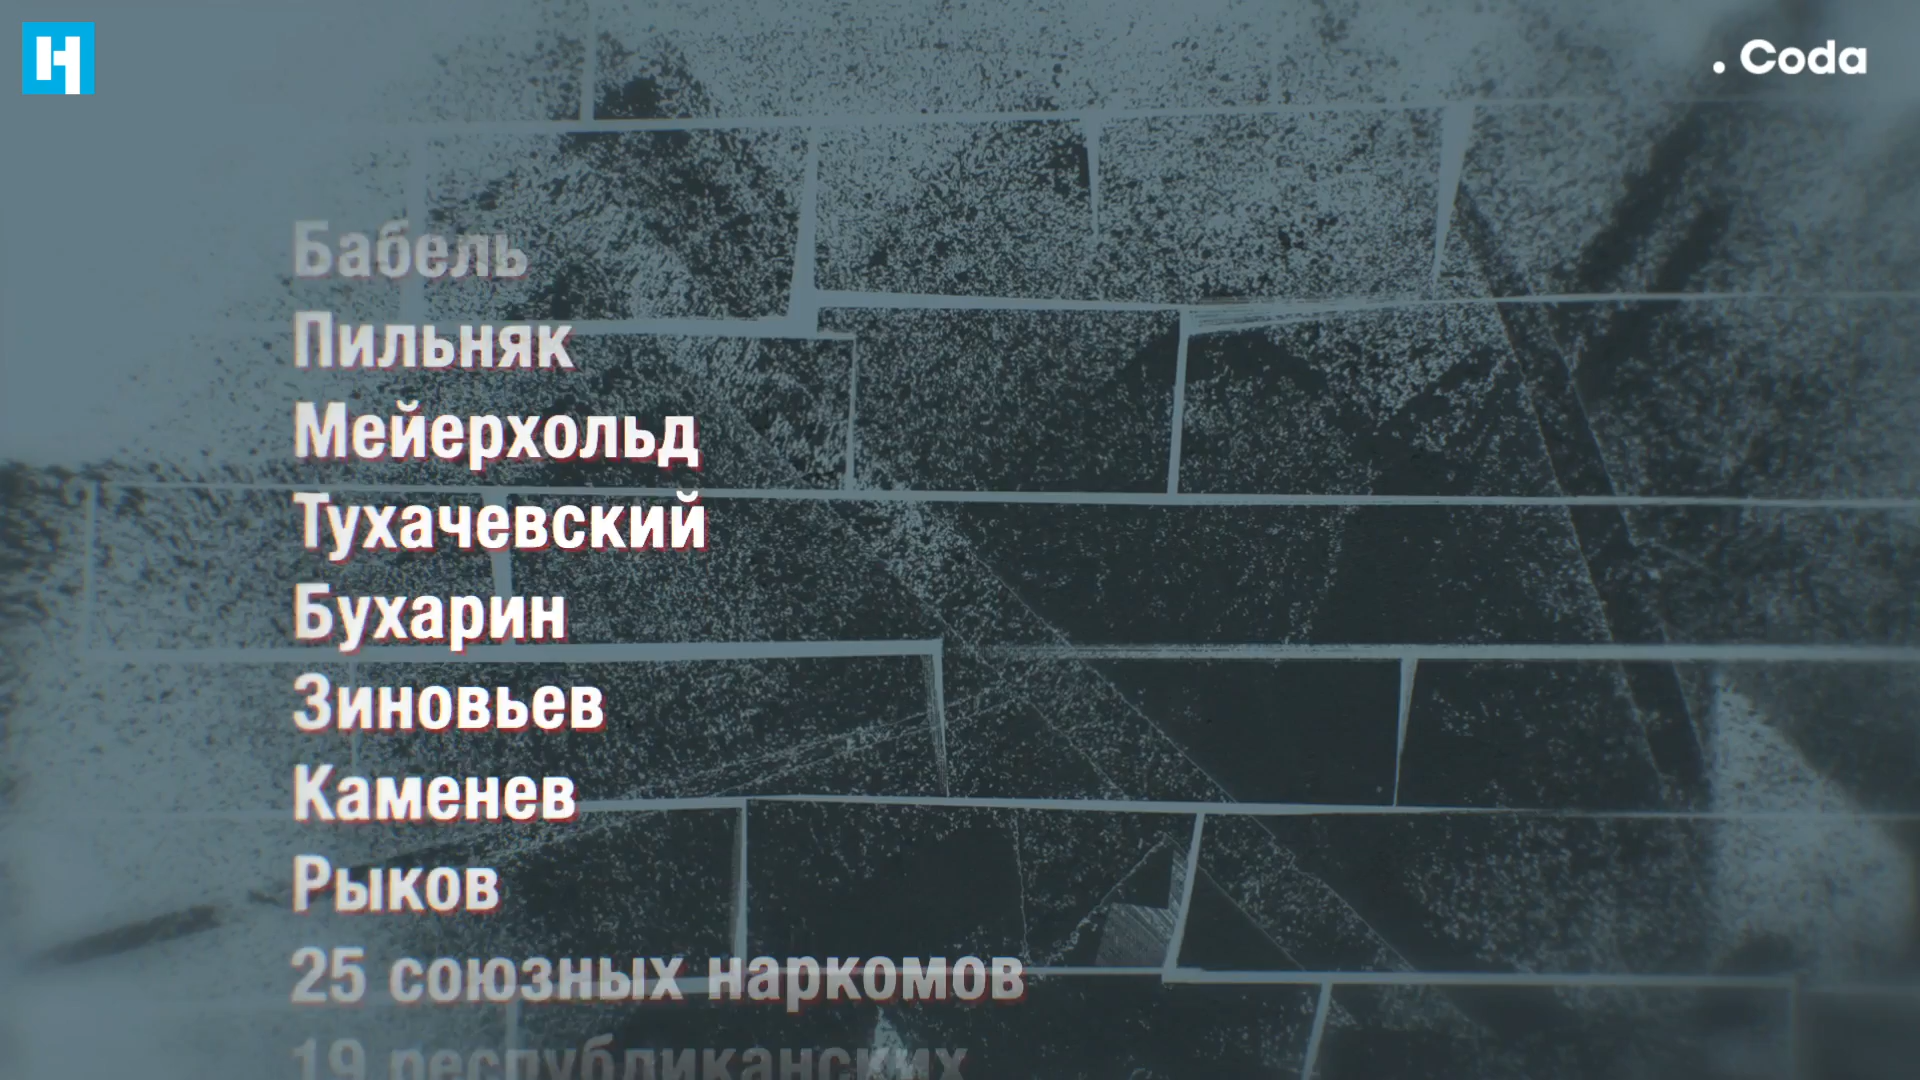 . Coda
Бабель
Пильняк
Мейерхольд
Тухачевский
Бухарин
Зиновьев
Каменев
Рыков
25 союзных наркомов
19 республиканских